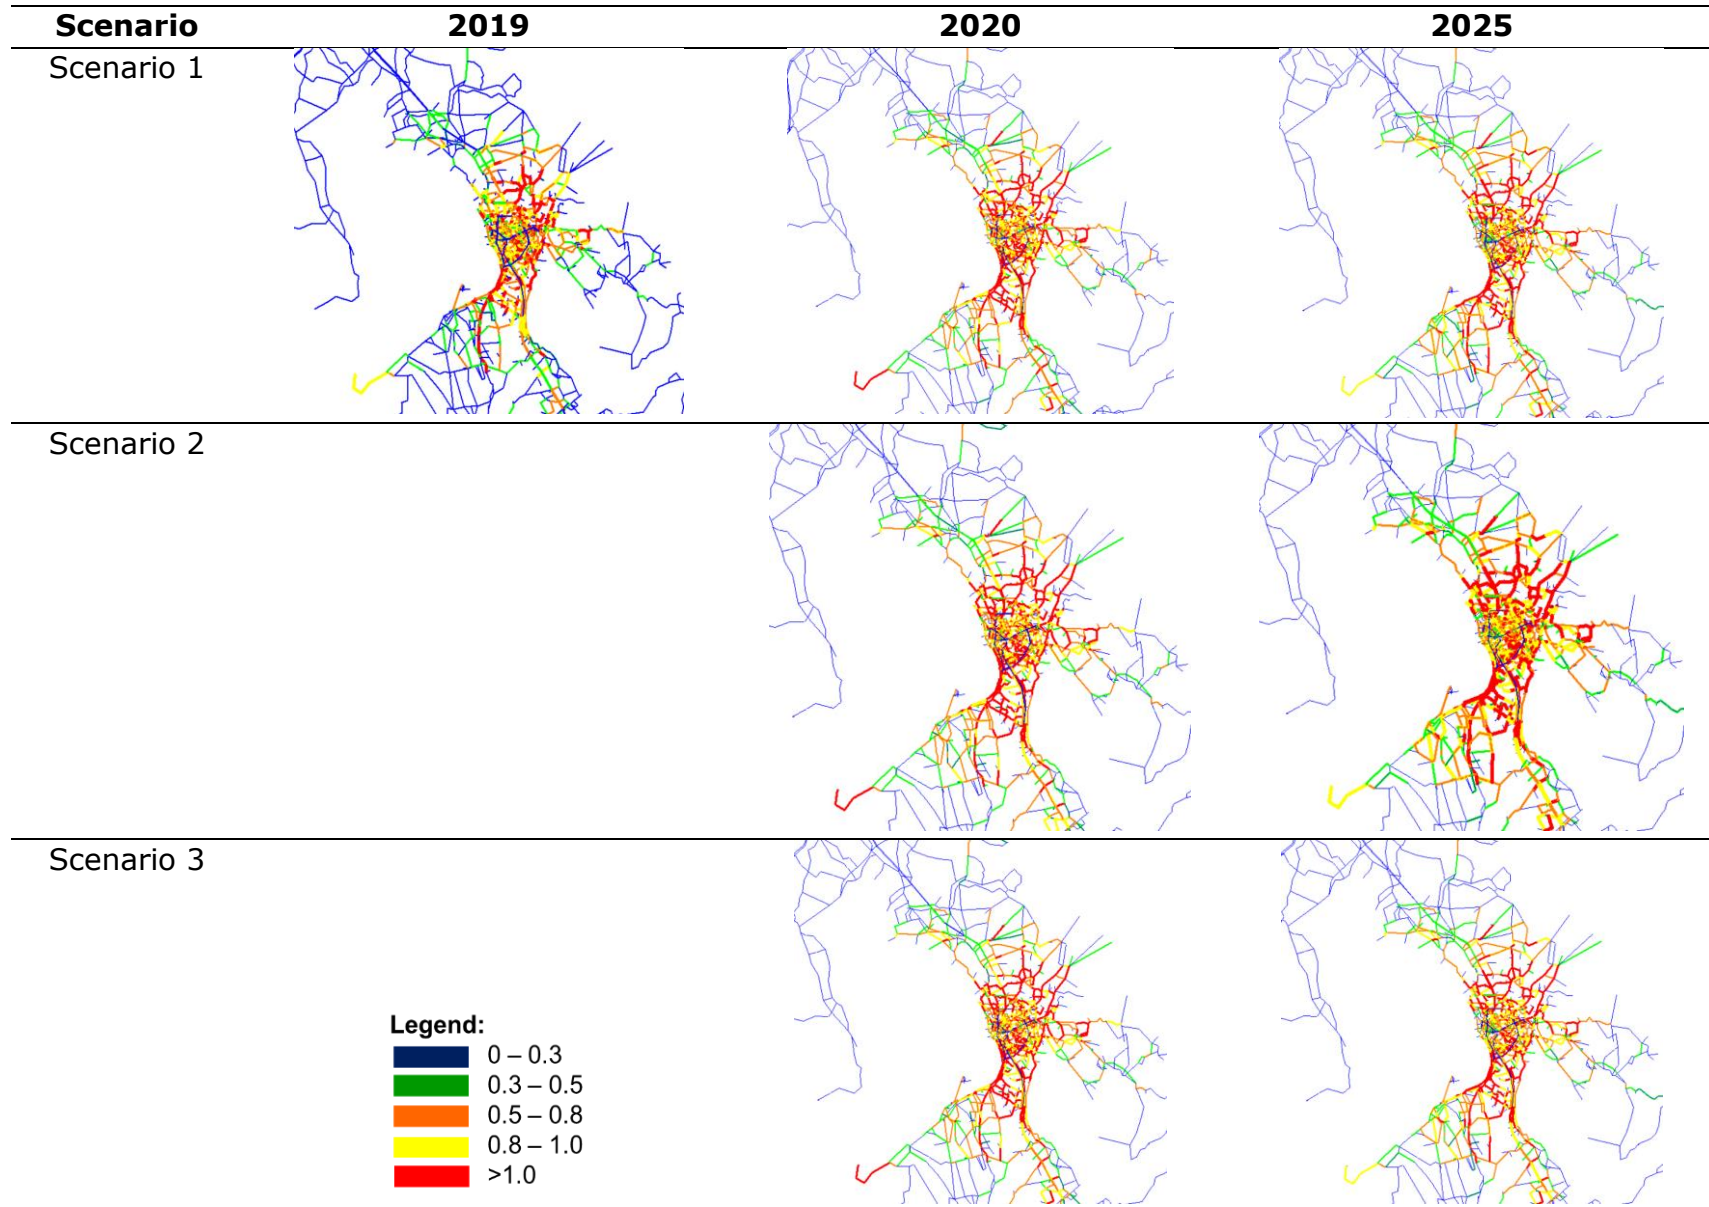 Scenario 2019 2020 2025
Scenario 1
Scenario 2
Scenario 3
Legend:
0 – 0.3
0.3 – 0.5
0.5 – 0.8
0.8 – 1.0
>1.0